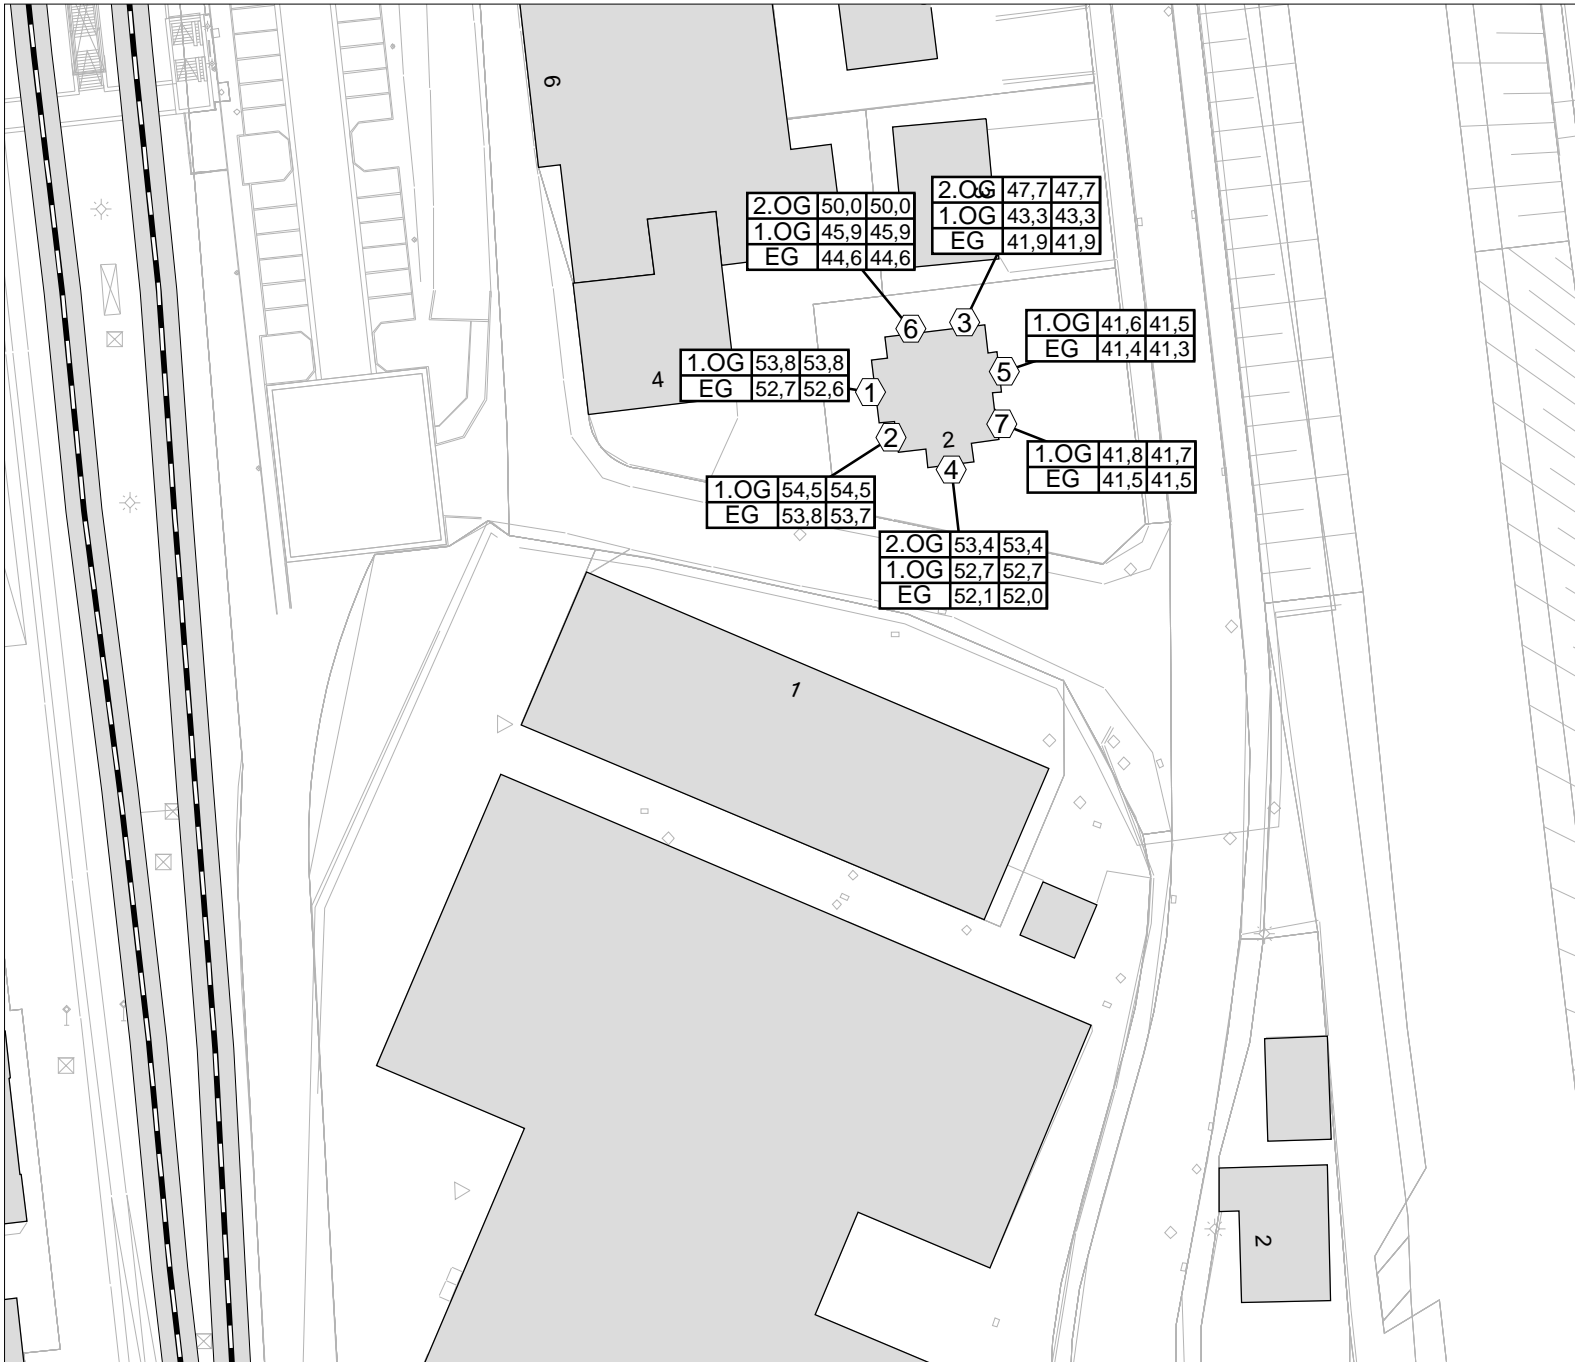 6
2.OG 47,7 47,7
1.OG 43,3 43,3
EG 41,9 41,9
2.OG 50,0 50,0
1.OG 45,9 45,9
EG 44,6 44,6
6
3
1.OG 41,6 41,5
EG 41,4 41,3
5
4
1.OG 53,8 53,8
EG 52,7 52,6
1
2
2
7
1.OG 41,8 41,7
EG 41,5 41,5
4
1.OG 54,5 54,5
EG 53,8 53,7
2.OG 53,4 53,4
1.OG 52,7 52,7
EG 52,1 52,0
1
2